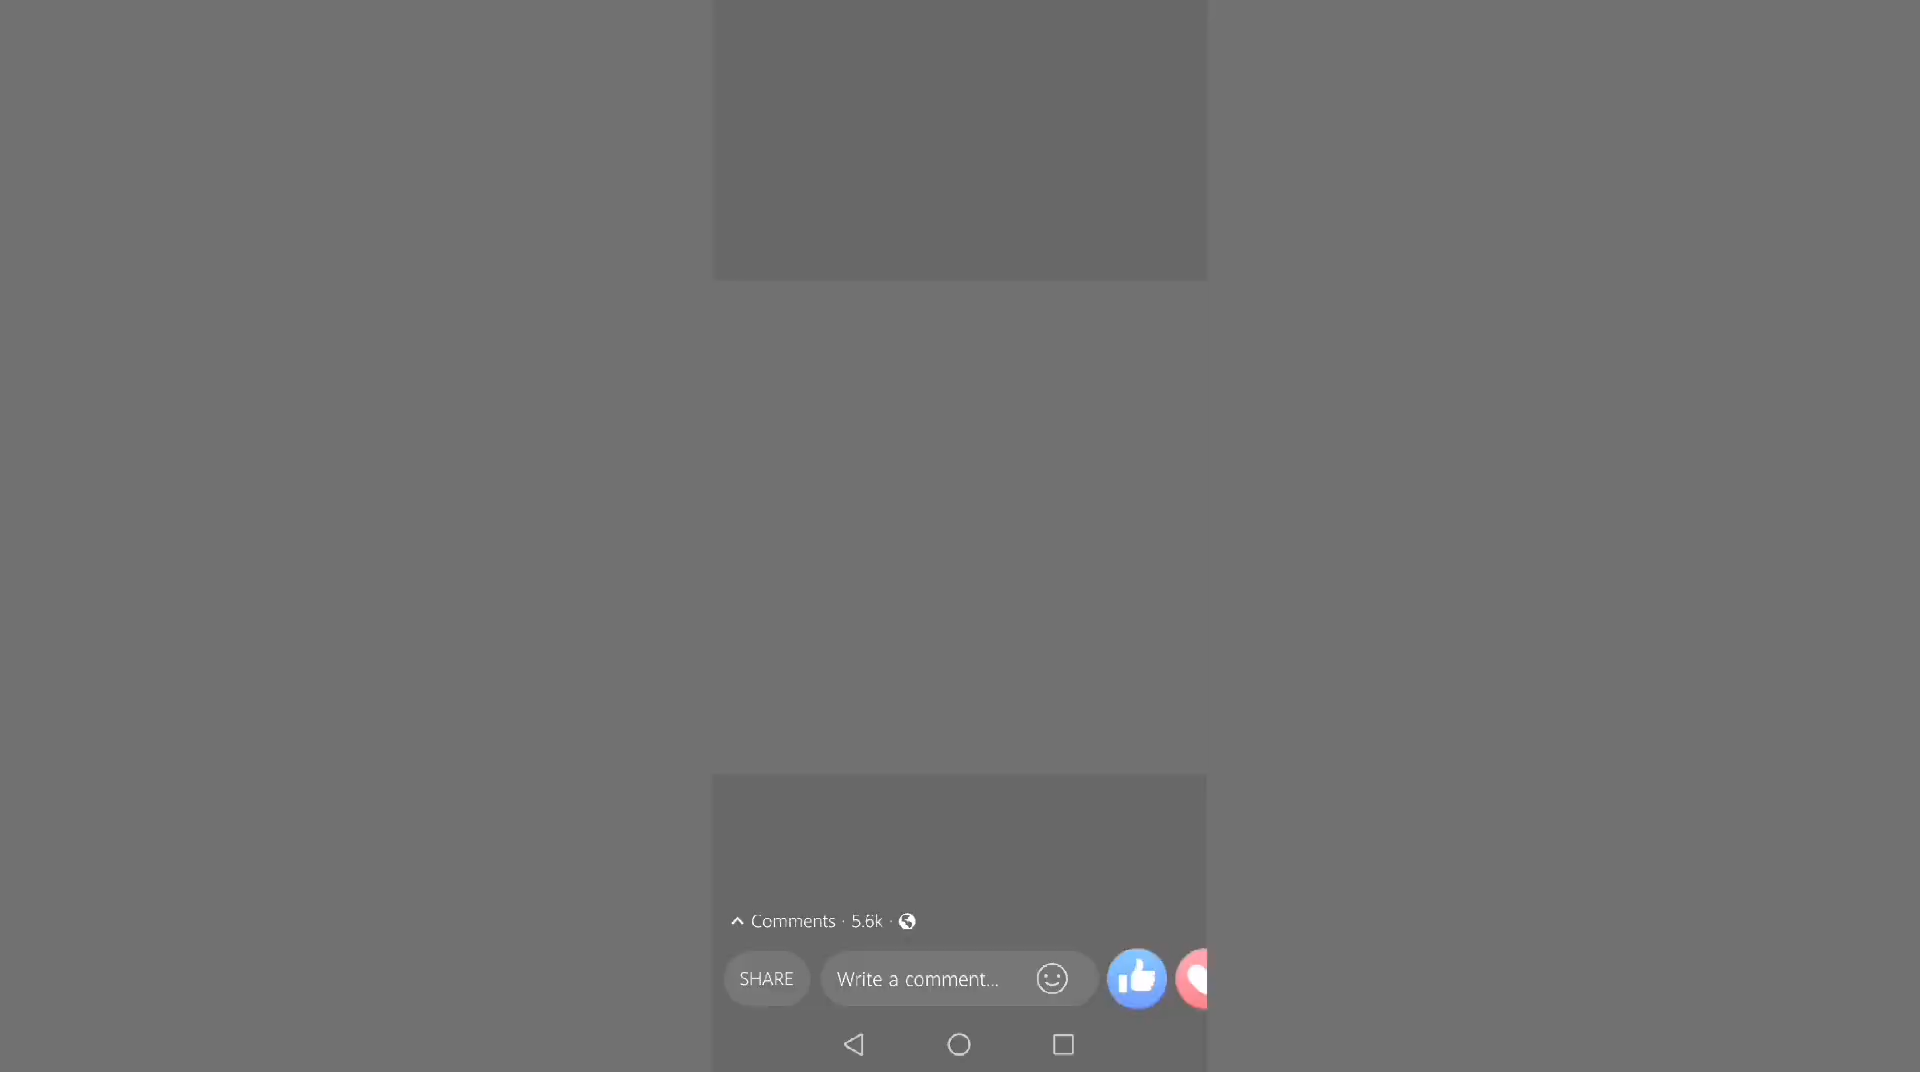 Comments · 5.6k ·
SHARE
Write a comment...